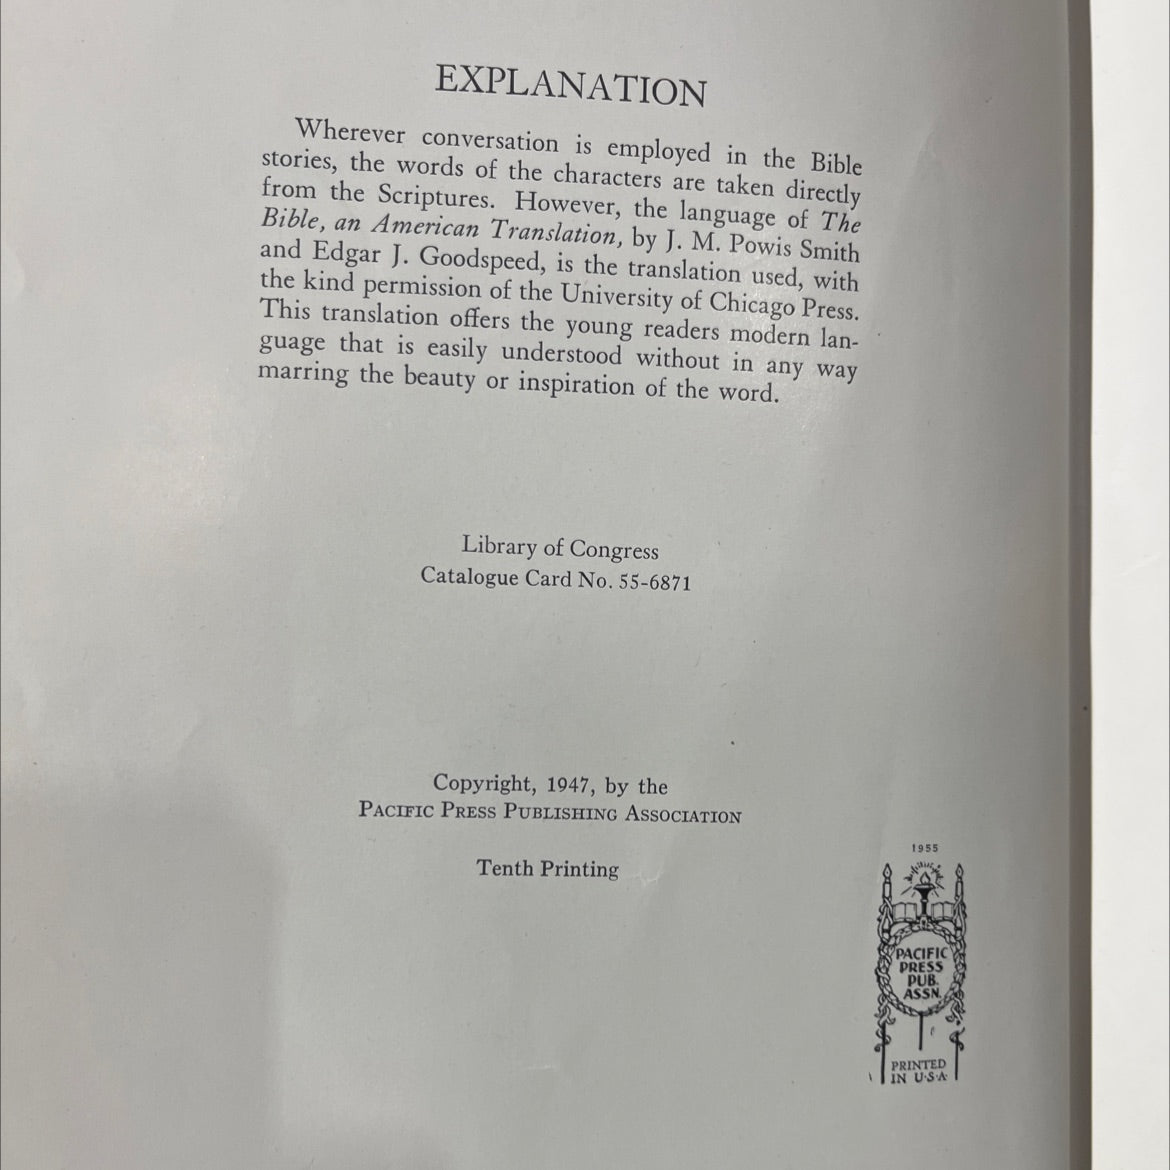 EXPLANATION
Wherever conversation is employed in the Bible
stories, the words of the characters are taken directly
from the Scriptures. However, the language of The
Bible, an American Translation, by J. M. Powis Smith
and Edgar J. Goodspeed, is the translation used, with
the kind permission of the University of Chicago Press.
This translation offers the young readers modern lan-
guage that is easily understood without in any way
marring the beauty or inspiration of the word.
Library of Congress
Catalogue Card No. 55-6871
Copyright, 1947, by the
PACIFIC PRESS PUBLISHING ASSOCIATION
Tenth Printing
1955
PACIFIC
PRESS
PUB.
ASSN.
PRINTED
IN U·S·A·